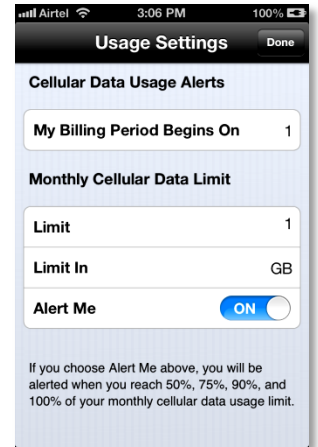 Airtel 3:06 PM 100%
Usage Settings Done
Cellular Data Usage Alerts
My Billing Period Begins On 1
Monthly Cellular Data Limit
Limit 1
Limit In GB
Alert Me ON
If you choose Alert Me above, you will be
alerted when you reach 50%, 75%, 90%, and
100% of your monthly cellular data usage limit.